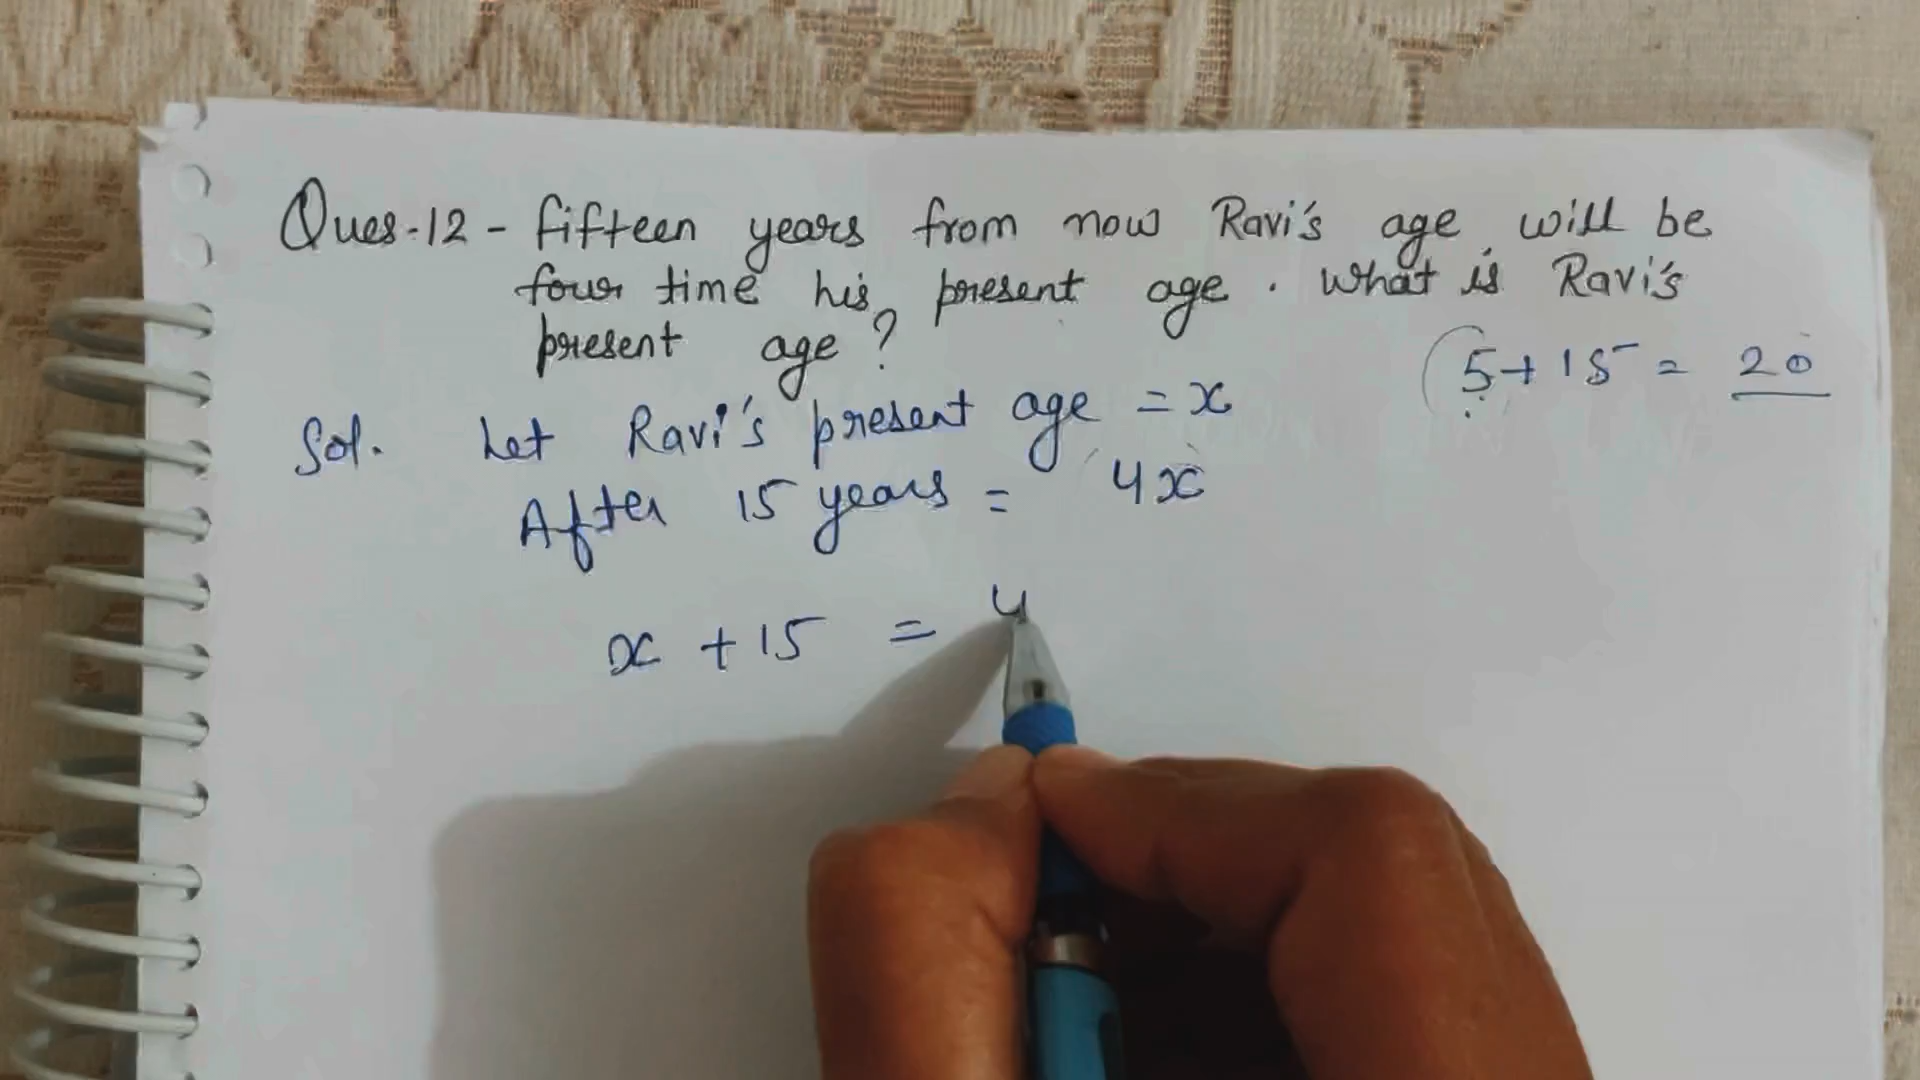 Ques.12 - fifteen years from now Ravi's age will be
four time his present age. What is Ravi's
present age?
5+15 = 20
Sol. Let Ravi's present age = x
After 15 years = 4x
x + 15 = 4